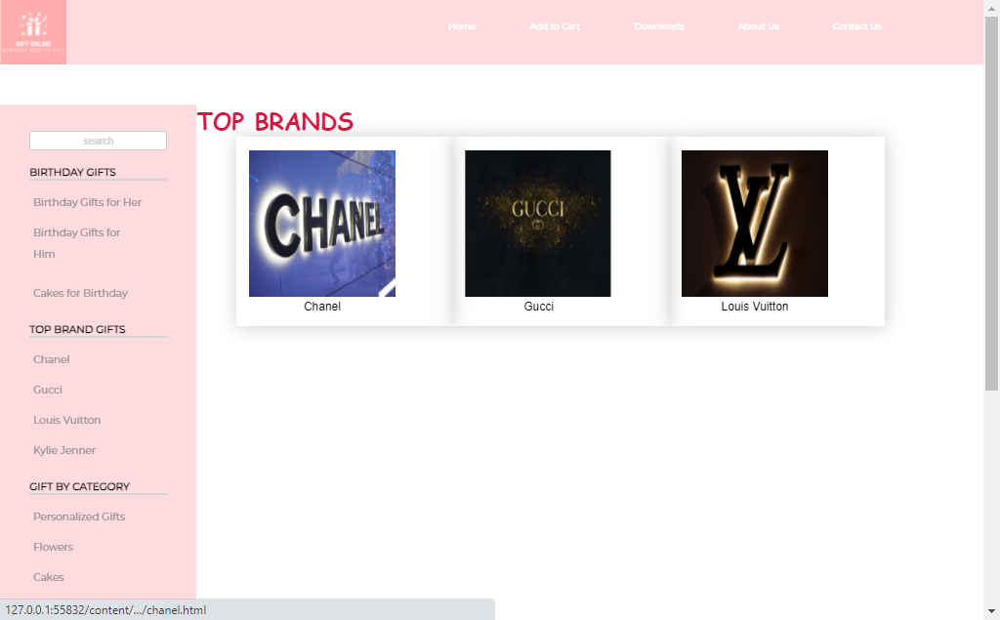 GIFT ONLINE
Home
Add to Cart
Downloads
About Us
Contact Us
search
BIRTHDAY GIFTS
Birthday Gifts for Her
Birthday Gifts for
Him
Cakes for Birthday
TOP BRAND GIFTS
Chanel
Gucci
Louis Vuitton
Kylie Jenner
GIFT BY CATEGORY
Personalized Gifts
Flowers
Cakes
TOP BRANDS
CHANEL
GUCCI
LV
Chanel
Gucci
Louis Vuitton
127.0.0.1:55832/content/.../chanel.html